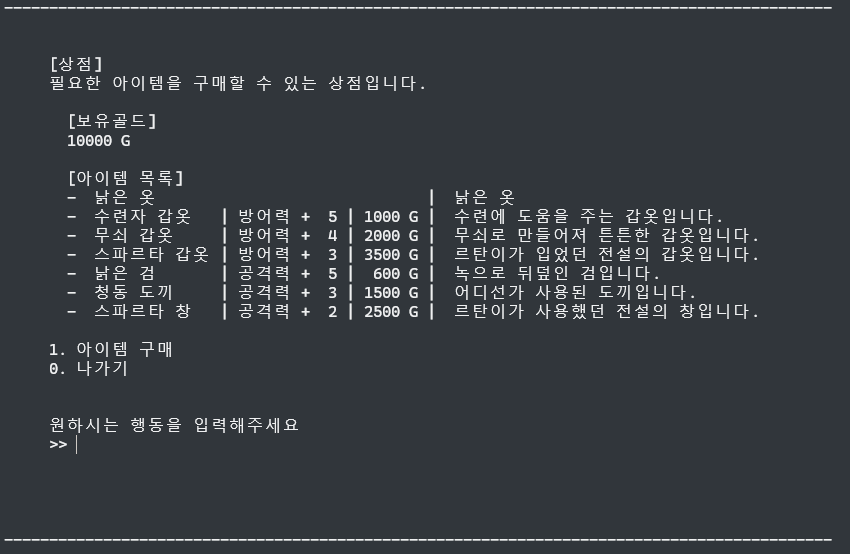 [상점]
필요한 아이템을 구매할 수 있는 상점입니다.
[보유골드]
10000 G
[아이템 목록]
- 낡은 옷 | 낡은 옷
- 수련자 갑옷 | 방어력 + 5 | 1000 G | 수련에 도움을 주는 갑옷입니다.
- 무쇠 갑옷 | 방어력 + 4 | 2000 G | 무쇠로 만들어져 튼튼한 갑옷입니다.
- 스파르타 갑옷 | 방어력 + 3 | 3500 G | 르탄이가 입었던 전설의 갑옷입니다.
- 낡은 검 | 공격력 + 5 | 600 G | 녹으로 뒤덮인 검입니다.
- 청동 도끼 | 공격력 + 3 | 1500 G | 어디선가 사용된 도끼입니다.
- 스파르타 창 | 공격력 + 2 | 2500 G | 르탄이가 사용했던 전설의 창입니다.
1. 아이템 구매
0. 나가기
원하시는 행동을 입력해주세요
>>